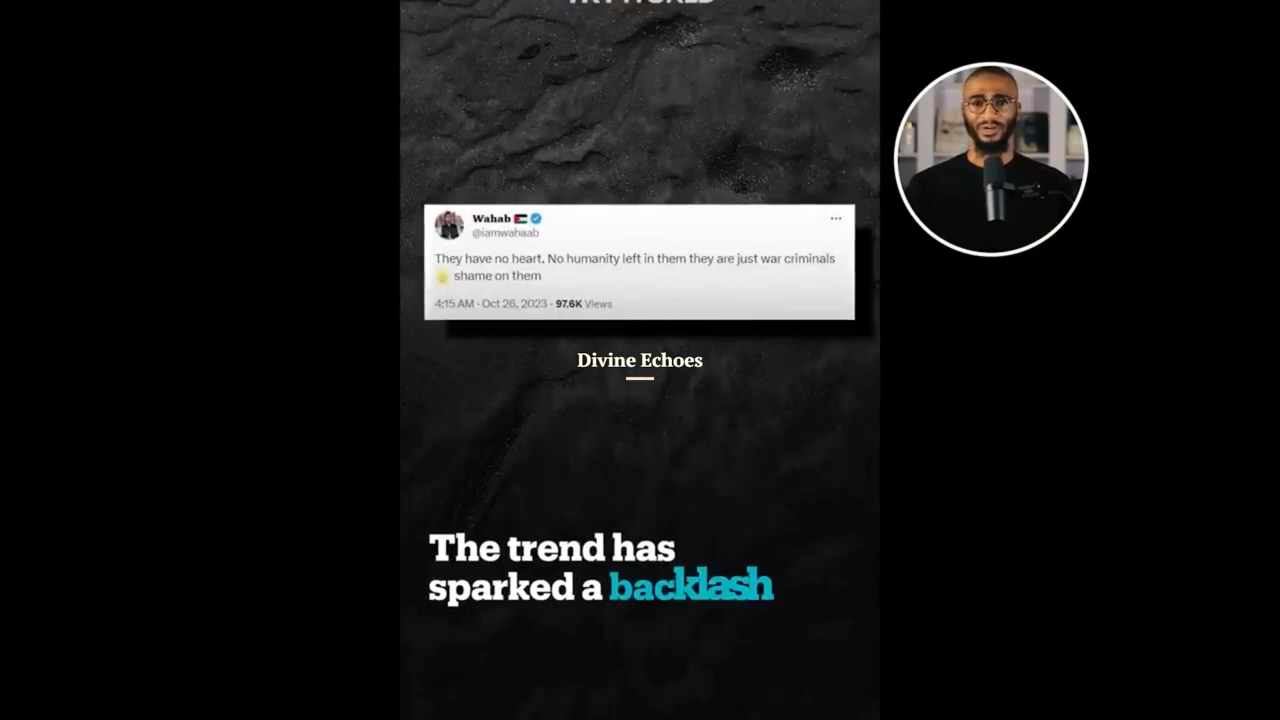 Wahab
@iamwahaab
They have no heart. No humanity left in them they are just war criminals
shame on them
4:15 AM · Oct 26, 2023 · 97.6K Views
Divine Echoes
The trend has
sparked a backlash